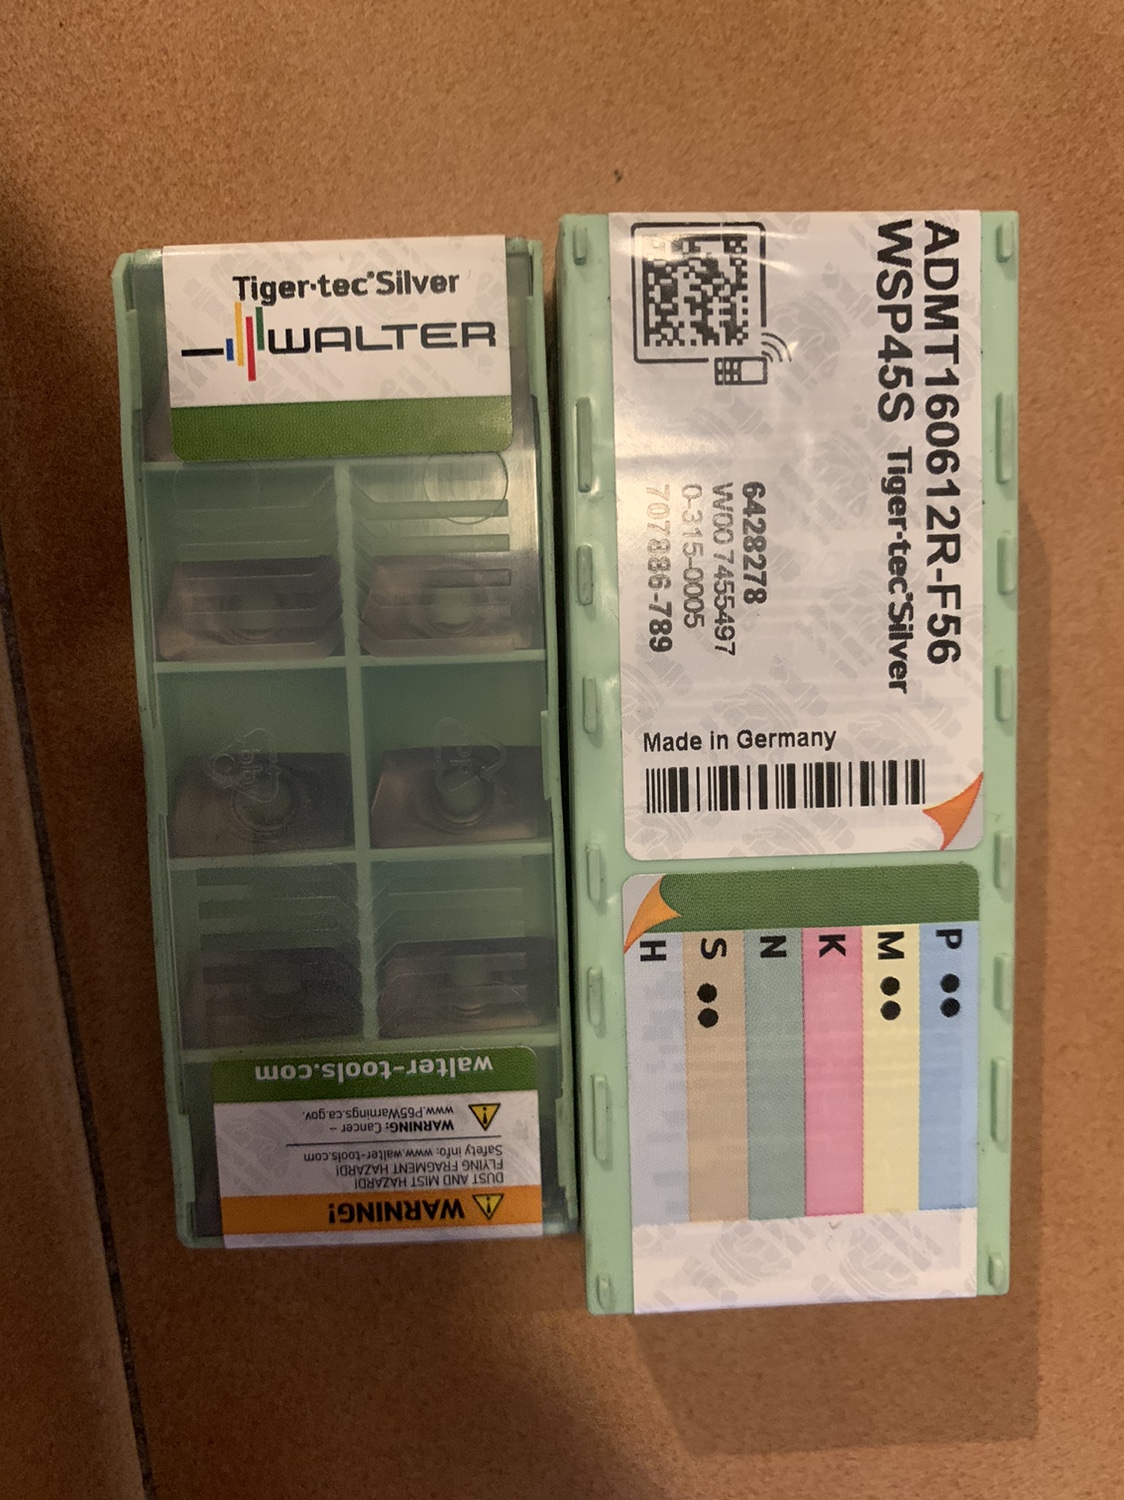 Tiger·tec®Silver
WALTER
walter-tools.com
WARNING: Cancer –
www.P65Warnings.ca.gov.
Safety info: www.walter-tools.com
FLYING FRAGMENT HAZARD!
DUST AND MIST HAZARD!
WARNING!
ADMT160612R-F56
WSP45S Tiger·tec®Silver
6428278
W00 7455497
0-315-0005
707886-789
Made in Germany
P
M
K
N
S
H